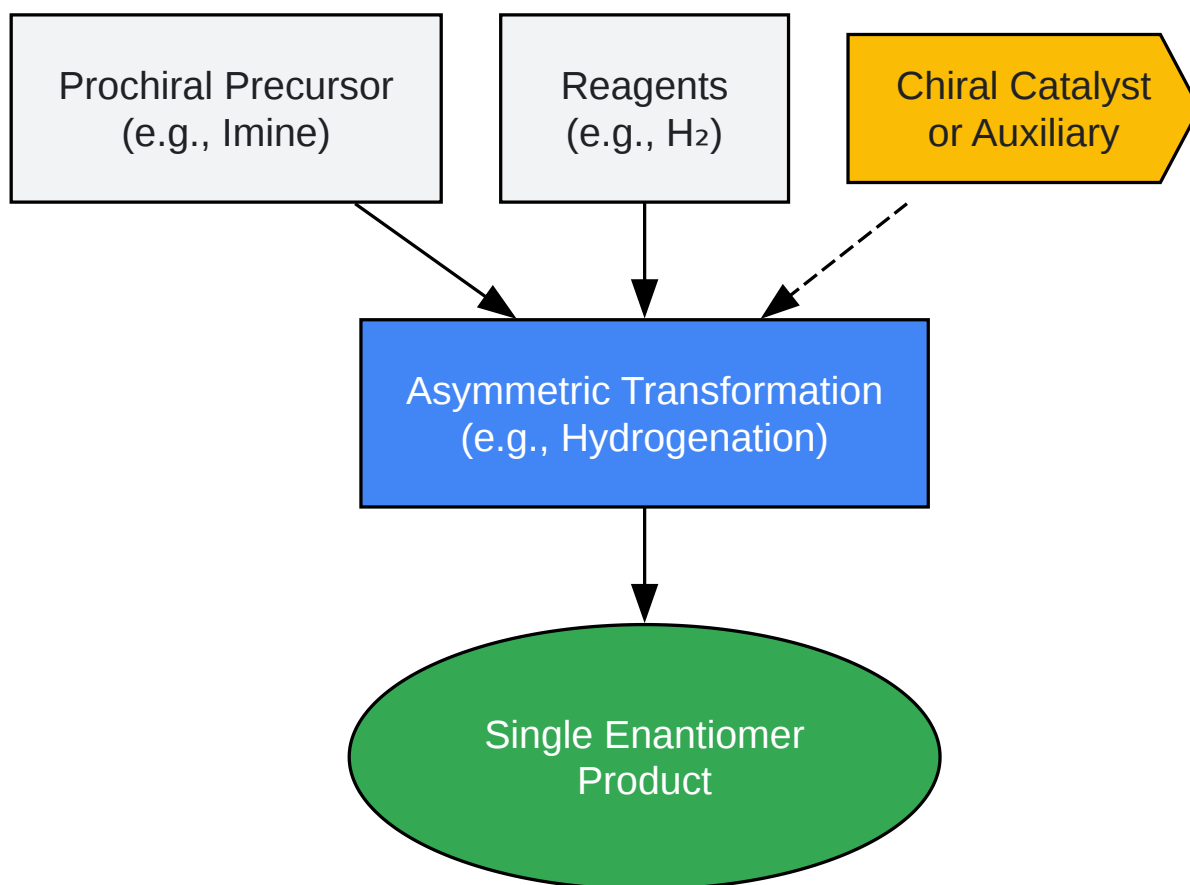 Prochiral Precursor
(e.g., Imine)
Reagents
(e.g., H₂)
Chiral Catalyst
or Auxiliary
Asymmetric Transformation
(e.g., Hydrogenation)
Single Enantiomer
Product